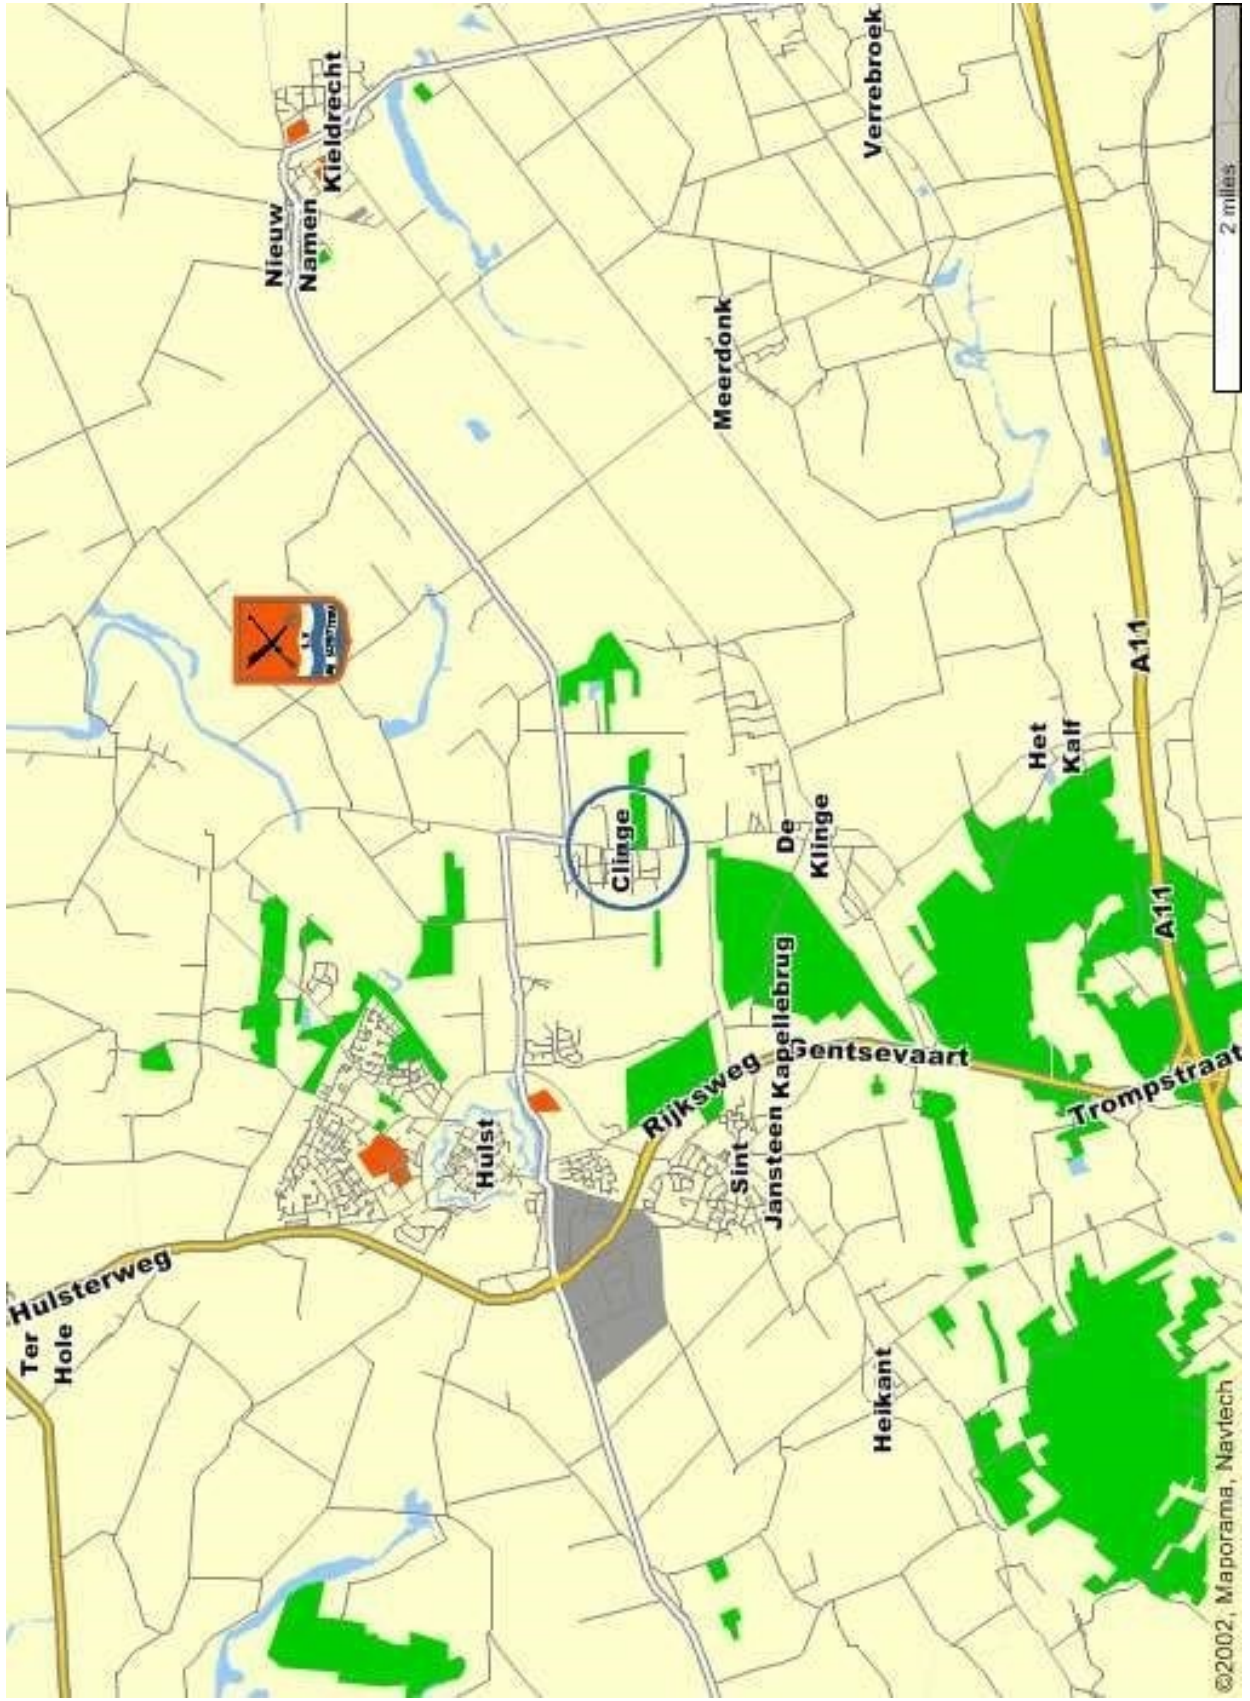 Ter
Hole
Hulsterweg
Nieuw
Namen
Kieldrecht
Hulst
Clinge
Rijksweg
Sint
Jansteen
Kapellebrug
Gentsevaart
De
Klinge
Meerdonk
Verrebroek
Heikant
Het
Kalf
Trompstraat
A11
A11
©2002, Maporama, Navtech
2 miles